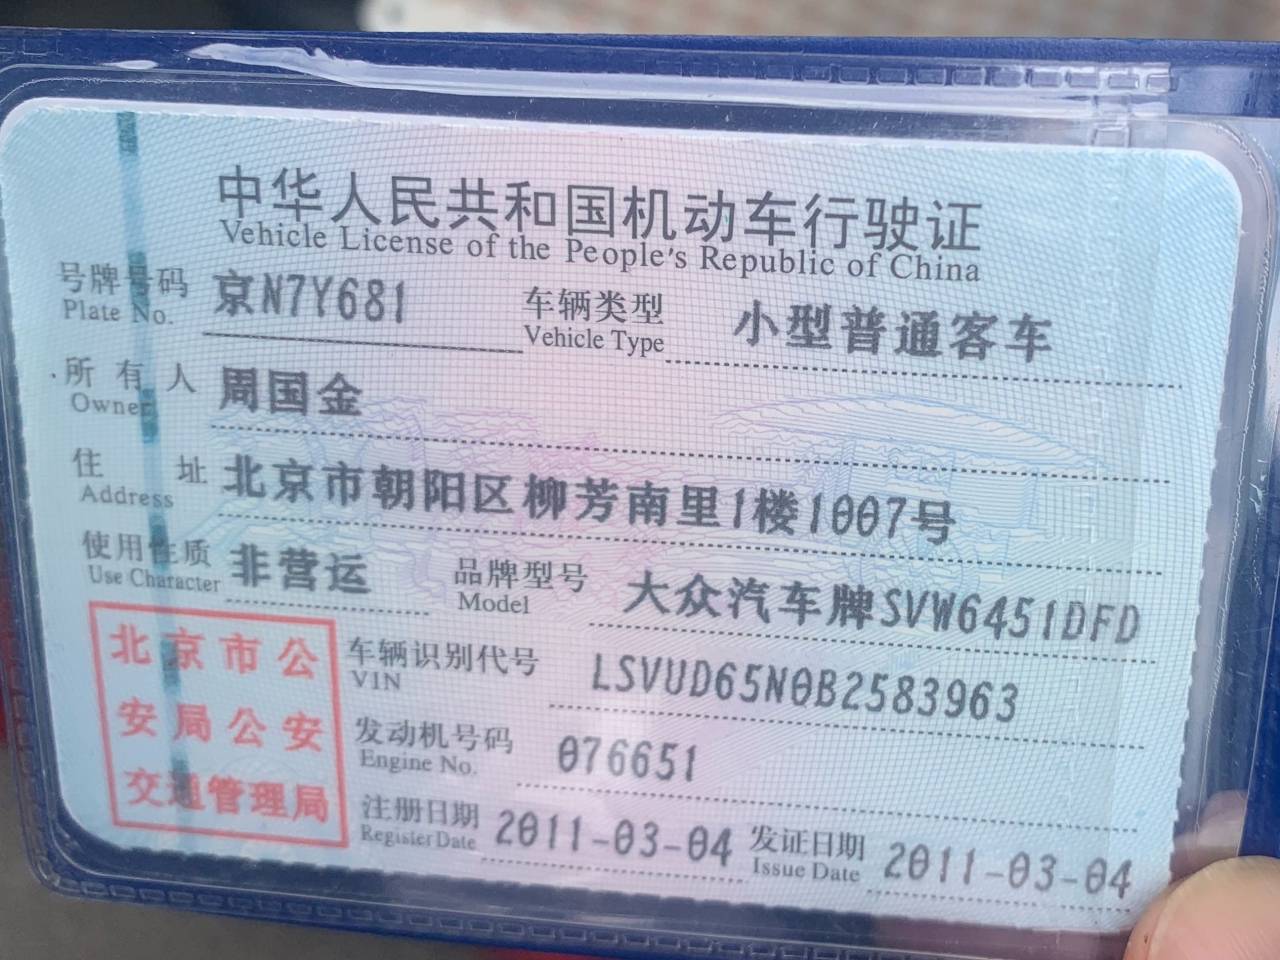 中华人民共和国机动车行驶证
Vehicle License of the People's Republic of China
号牌号码 京N7Y681 车辆类型 小型普通客车
Plate No. Vehicle Type
所有人 周国金
Owner
住址 北京市朝阳区柳芳南里1楼1007号
Address
使用性质 非营运 品牌型号 大众汽车牌SVW6451DFD
Use Character Model
北京市公
安局公安
交通管理局
车辆识别代号 LSVUD65N0B2583963
VIN
发动机号码 076651
Engine No.
注册日期 2011-03-04 发证日期 2011-03-04
Register Date Issue Date